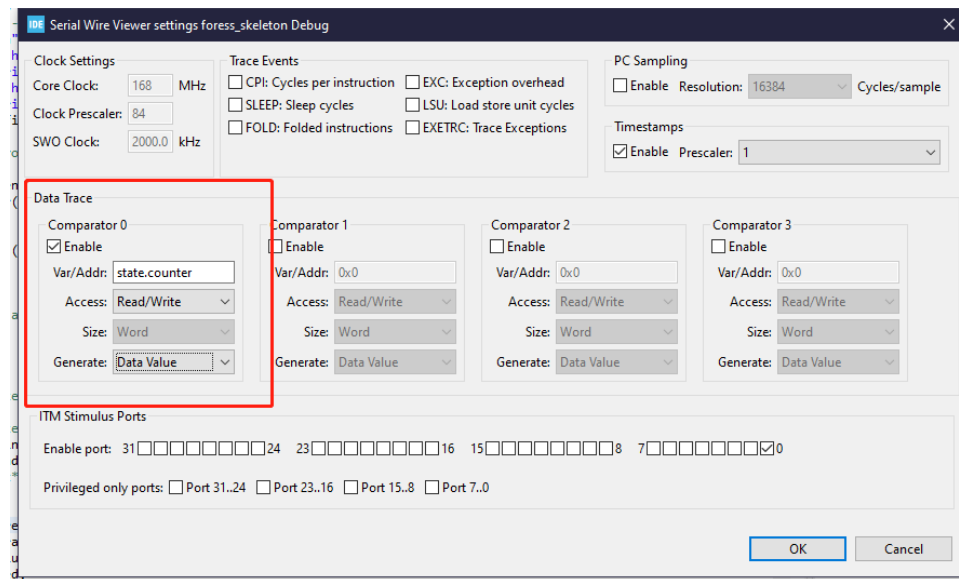 IDE Serial Wire Viewer settings foress_skeleton Debug
Clock Settings
Core Clock: 168 MHz
Clock Prescaler: 84
SWO Clock: 2000.0 kHz
Trace Events
CPI: Cycles per instruction EXC: Exception overhead
SLEEP: Sleep cycles LSU: Load store unit cycles
FOLD: Folded instructions EXETRC: Trace Exceptions
PC Sampling
Enable Resolution: 16384 Cycles/sample
Timestamps
Enable Prescaler: 1
Data Trace
Comparator 0
Enable
Var/Addr: state.counter
Access: Read/Write
Size: Word
Generate: Data Value
Comparator 1
Enable
Var/Addr: 0x0
Access: Read/Write
Size: Word
Generate: Data Value
Comparator 2
Enable
Var/Addr: 0x0
Access: Read/Write
Size: Word
Generate: Data Value
Comparator 3
Enable
Var/Addr: 0x0
Access: Read/Write
Size: Word
Generate: Data Value
ITM Stimulus Ports
Enable port: 31 24 23 16 15 8 7 0
Privileged only ports: Port 31..24 Port 23..16 Port 15..8 Port 7..0
OK Cancel